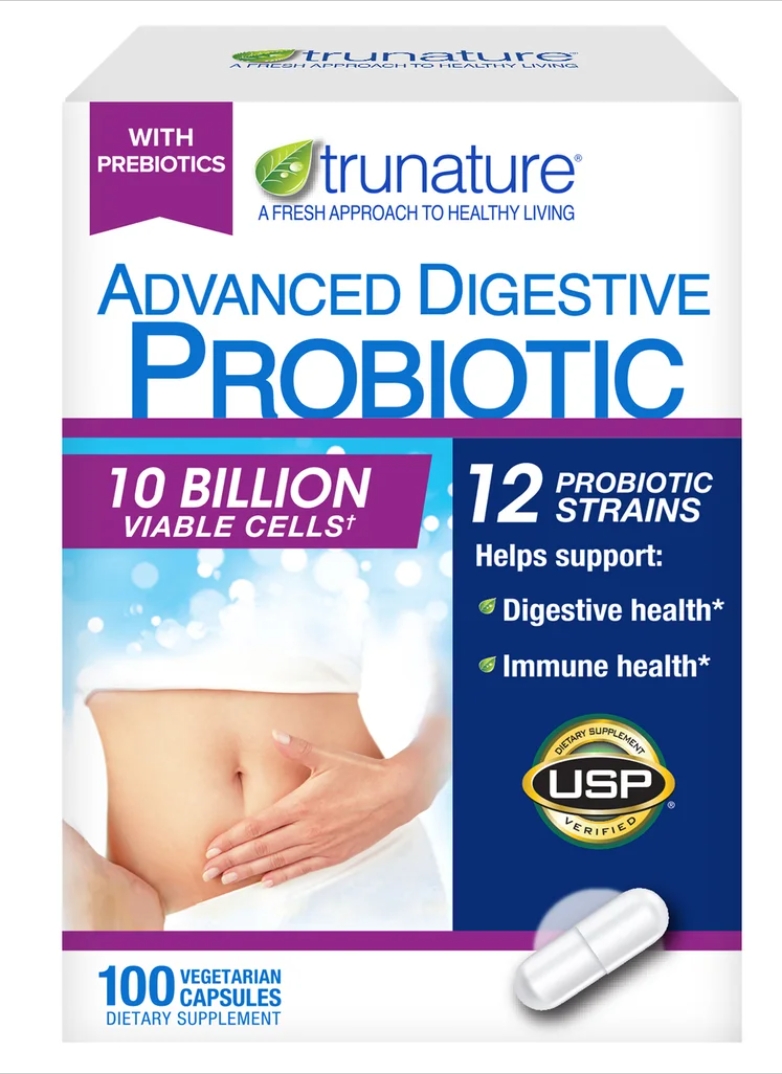 trunature®
A FRESH APPROACH TO HEALTHY LIVING
WITH
PREBIOTICS
trunature®
A FRESH APPROACH TO HEALTHY LIVING
ADVANCED DIGESTIVE
PROBIOTIC
10 BILLION
VIABLE CELLS†
12 PROBIOTIC
STRAINS
Helps support:
Digestive health*
Immune health*
DIETARY SUPPLEMENT
USP®
VERIFIED
100 VEGETARIAN
CAPSULES
DIETARY SUPPLEMENT